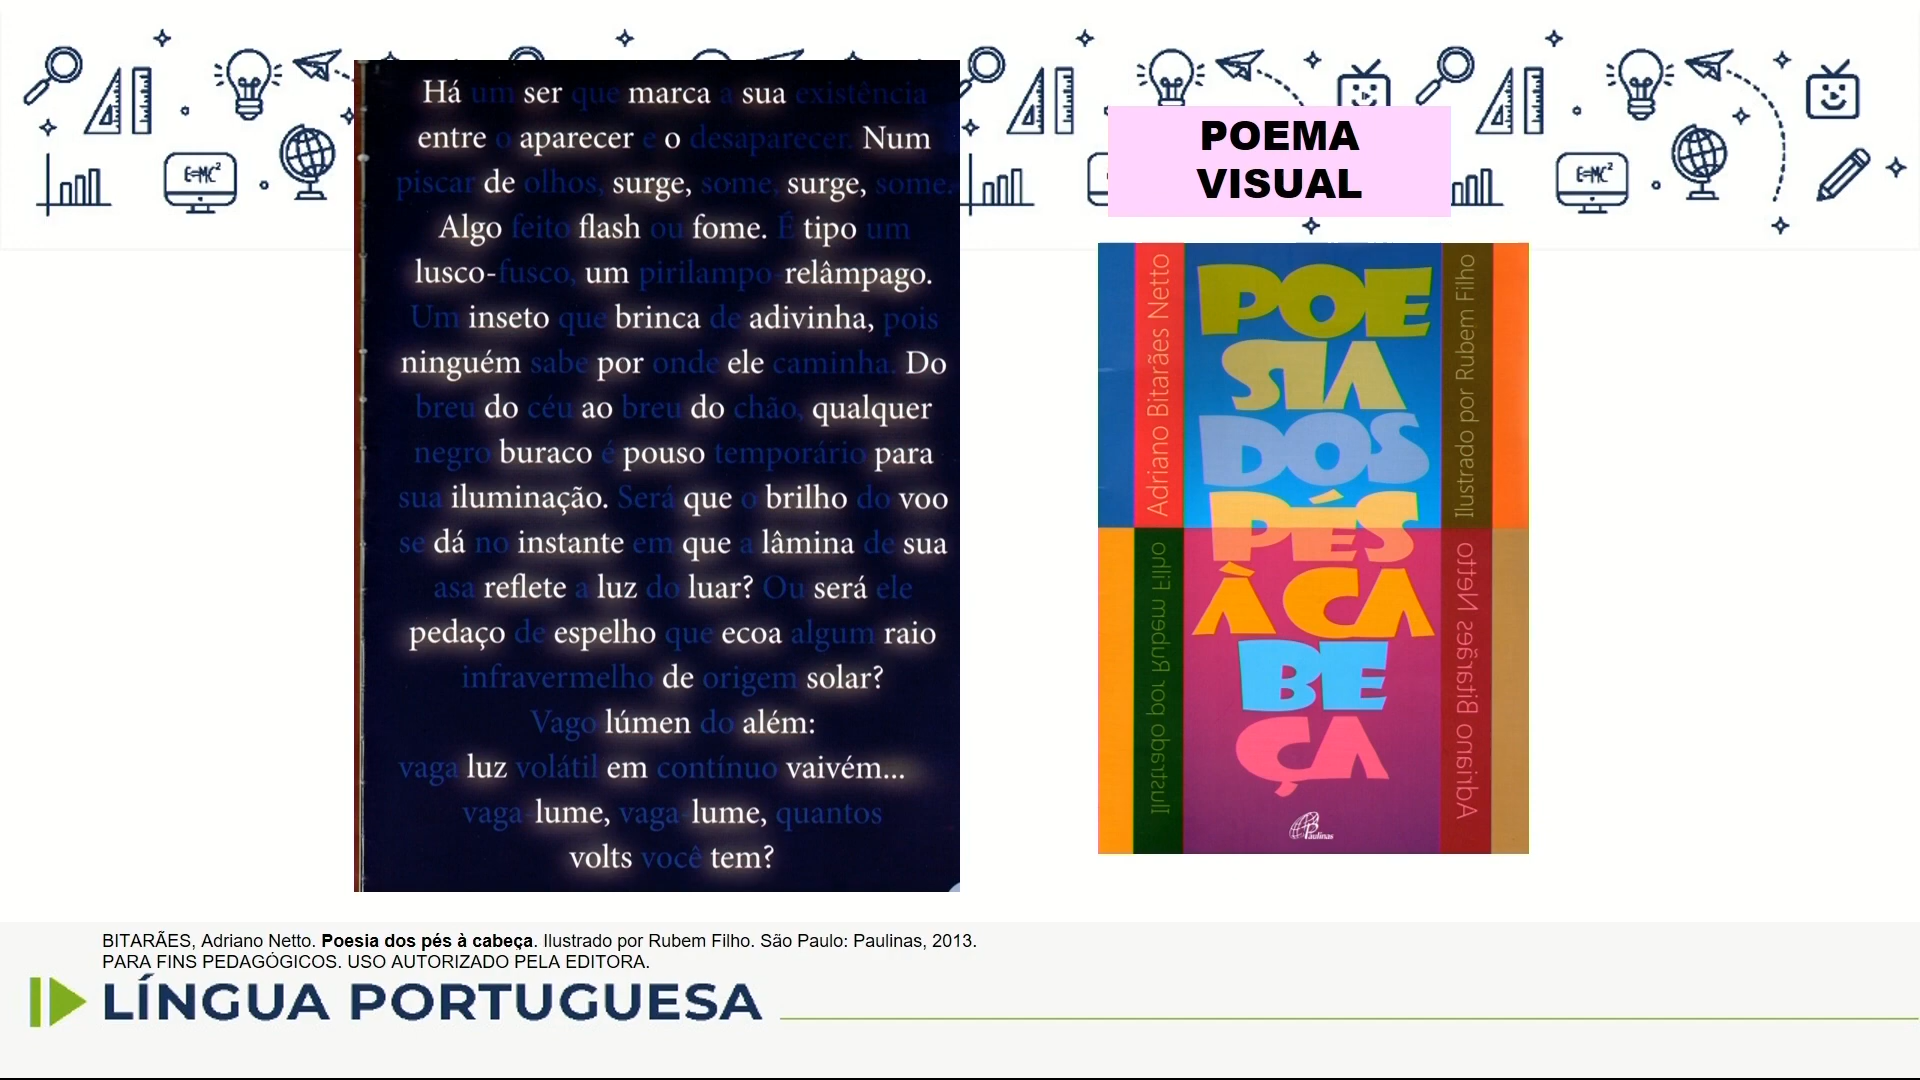 Há um ser que marca a sua existência
entre o aparecer e o desaparecer. Num
piscar de olhos, surge, some, surge, some.
Algo feito flash ou fome. É tipo um
lusco-fusco, um pirilampo-relâmpago.
Um inseto que brinca de adivinha, pois
ninguém sabe por onde ele caminha. Do
breu do céu ao breu do chão, qualquer
negro buraco é pouso temporário para
sua iluminação. Será que o brilho do voo
se dá no instante em que a lâmina de sua
asa reflete a luz do luar? Ou será ele
pedaço de espelho que ecoa algum raio
infravermelho de origem solar?
Vago lúmen do além:
vaga luz volátil em contínuo vaivém...
vaga-lume, vaga-lume, quantos
volts você tem?
POEMA
VISUAL
POE
SIA
DOS
PÉS
À CA
BE
ÇA
Adriano Bitarães Netto
Ilustrado por Rubem Filho
Ilustrado por Rubem Filho
Adriano Bitarães Netto
Paulinas
E=MC²
E=MC²
BITARÃES, Adriano Netto. Poesia dos pés à cabeça. Ilustrado por Rubem Filho. São Paulo: Paulinas, 2013.
PARA FINS PEDAGÓGICOS. USO AUTORIZADO PELA EDITORA.
LÍNGUA PORTUGUESA